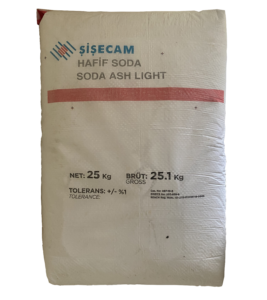 ŞİŞECAM
HAFİF SODA
SODA ASH LIGHT
NET: 25 Kg BRÜT: 25.1 Kg
GROSS
TOLERANS: +/- %1
TOLERANCE